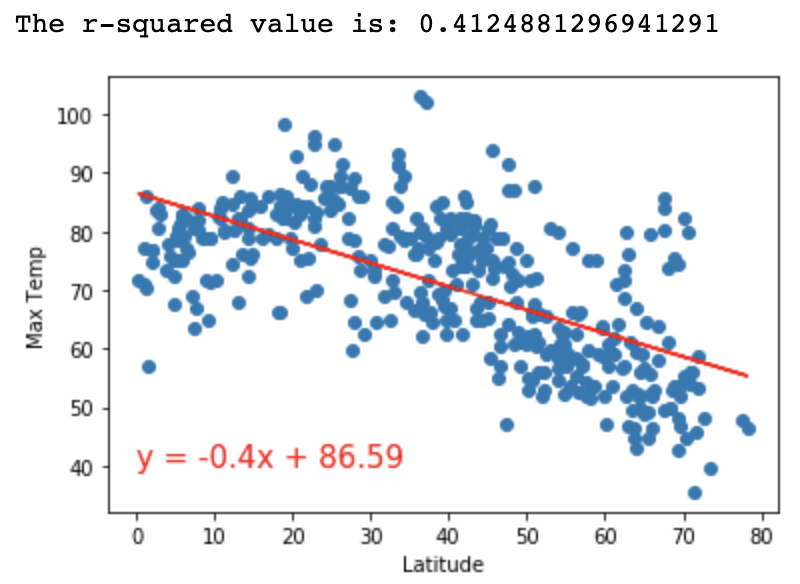 The r-squared value is: 0.4124881296941291
100
90
80
70
60
50
40
Max Temp
y = -0.4x + 86.59
0 10 20 30 40 50 60 70 80
Latitude